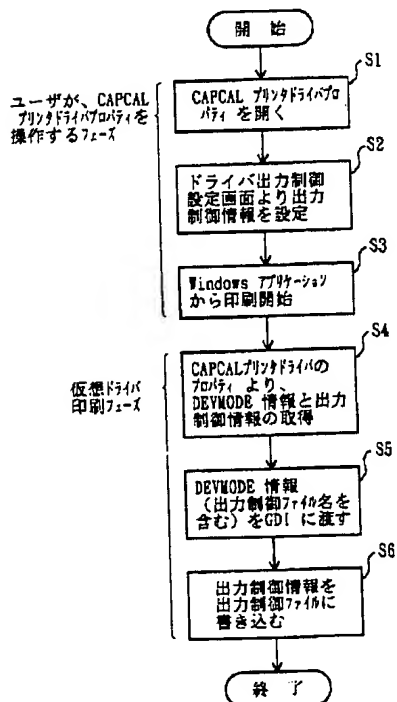 開 始
S1
ユーザが、CAPCAL
プリンタドライバプロパティを
操作するフェーズ
CAPCAL プリンタドライバプロ
パティ を開く
S2
ドライバ出力制御
設定画面より出力
制御情報を設定
S3
Windows アプリケーション
から印刷開始
S4
仮想ドライバ
印刷フェーズ
CAPCALプリンタドライバの
プロパティ より、
DEVMODE 情報と出力
制御情報の取得
S5
DEVMODE 情報
(出力制御ファイル名を
含む)をGDI に渡す
S6
出力制御情報を
出力制御ファイルに
書き込む
終 了